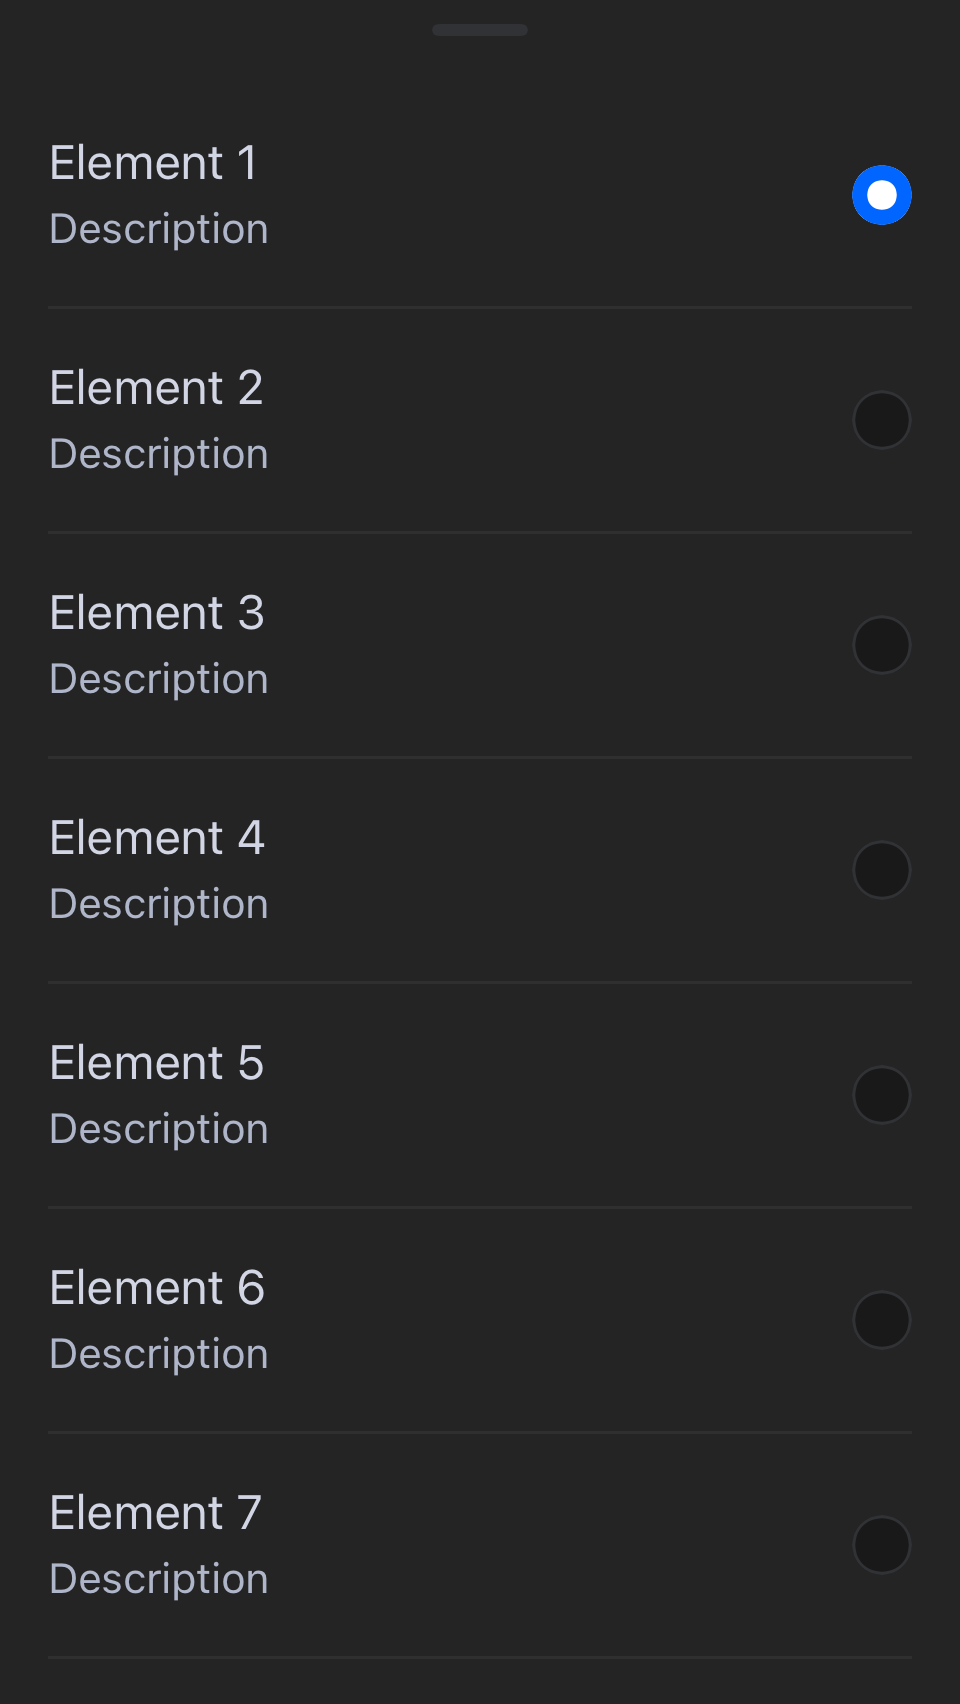 Element 1
Description
Element 2
Description
Element 3
Description
Element 4
Description
Element 5
Description
Element 6
Description
Element 7
Description